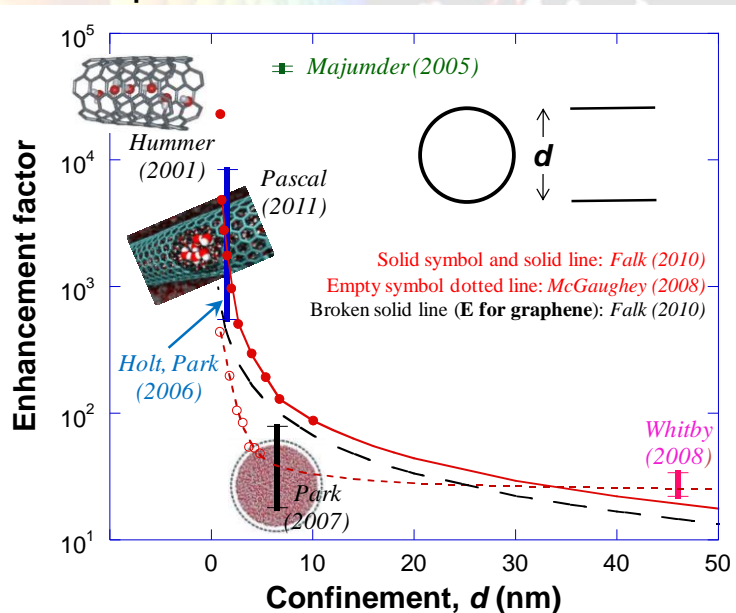 10^5
Majumder (2005)
Hummer
(2001)
d
10^4
Pascal
(2011)
Enhancement factor
Solid symbol and solid line: Falk (2010)
Empty symbol dotted line: McGaughey (2008)
Broken solid line (E for graphene): Falk (2010)
10^3
Holt, Park
(2006)
10^2
Whitby
(2008)
Park
(2007)
10^1
0 10 20 30 40 50
Confinement, d (nm)